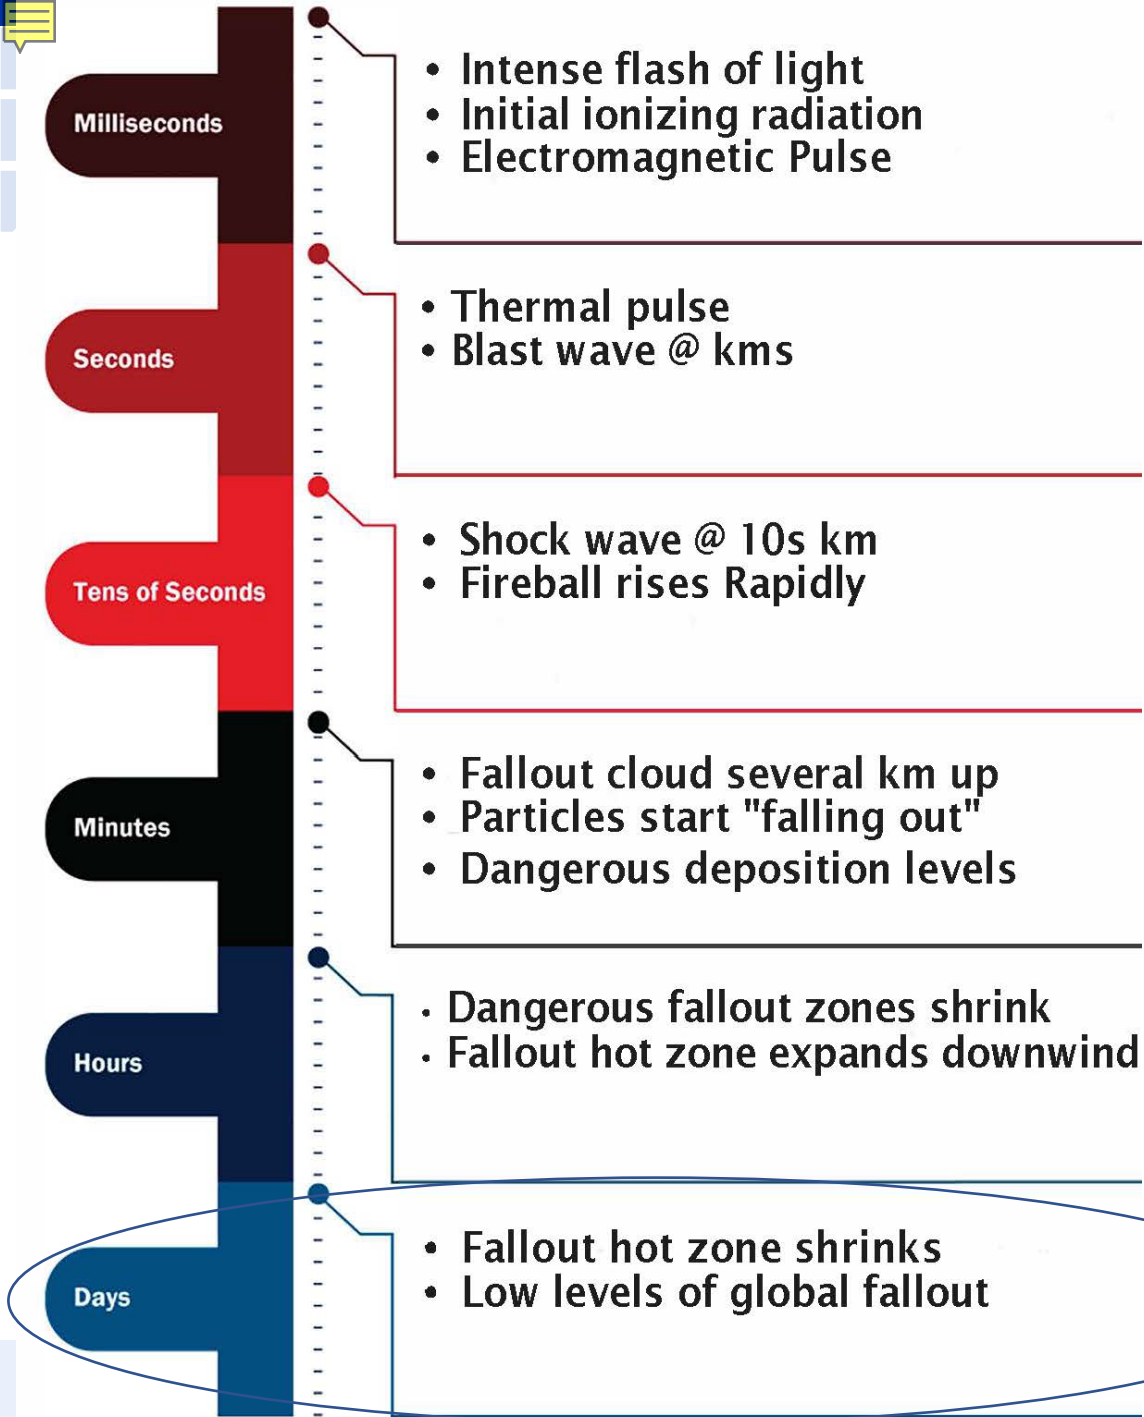 Milliseconds
• Intense flash of light
• Initial ionizing radiation
• Electromagnetic Pulse
Seconds
• Thermal pulse
• Blast wave @ kms
Tens of Seconds
• Shock wave @ 10s km
• Fireball rises Rapidly
Minutes
• Fallout cloud several km up
• Particles start "falling out"
• Dangerous deposition levels
Hours
· Dangerous fallout zones shrink
· Fallout hot zone expands downwind
Days
• Fallout hot zone shrinks
• Low levels of global fallout